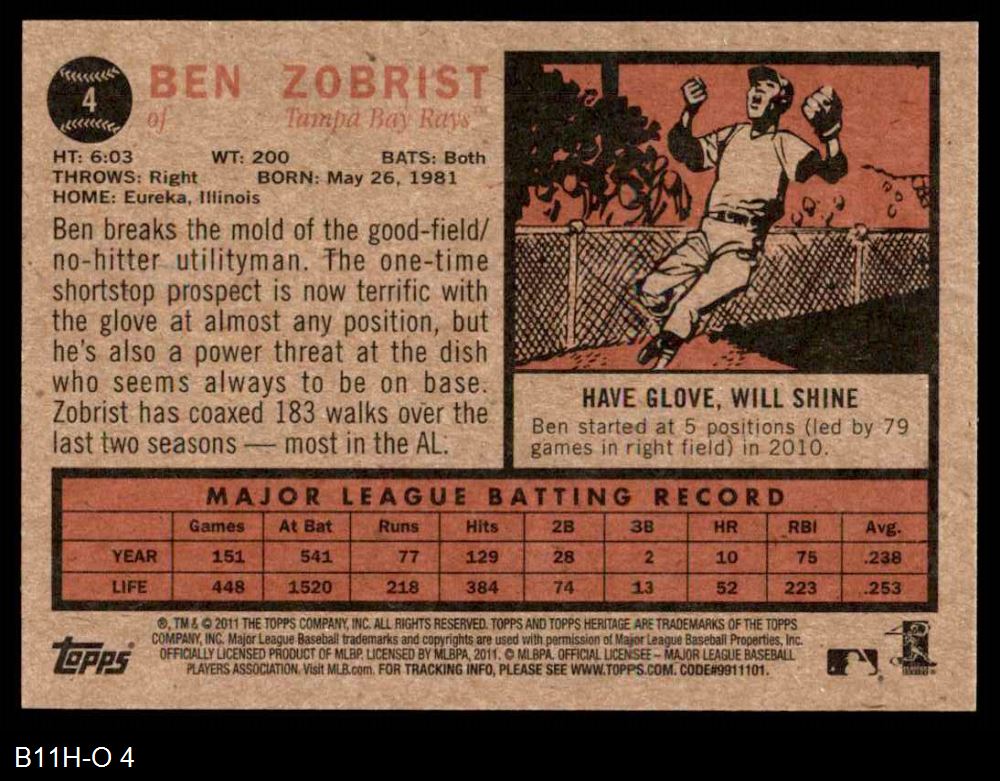 4
BEN ZOBRIST
of Tampa Bay Rays™
HT: 6:03 WT: 200 BATS: Both
THROWS: Right BORN: May 26, 1981
HOME: Eureka, Illinois
Ben breaks the mold of the good-field/
no-hitter utilityman. The one-time
shortstop prospect is now terrific with
the glove at almost any position, but
he's also a power threat at the dish
who seems always to be on base.
Zobrist has coaxed 183 walks over the
last two seasons — most in the AL.
HAVE GLOVE, WILL SHINE
Ben started at 5 positions (led by 79
games in right field) in 2010.
MAJOR LEAGUE BATTING RECORD
Games At Bat Runs Hits 2B 3B HR RBI Avg.
YEAR 151 541 77 129 28 2 10 75 .238
LIFE 448 1520 218 384 74 13 52 223 .253
®, TM & © 2011 THE TOPPS COMPANY, INC. ALL RIGHTS RESERVED. TOPPS AND TOPPS HERITAGE ARE TRADEMARKS OF THE TOPPS
COMPANY, INC. Major League Baseball trademarks and copyrights are used with permission of Major League Baseball Properties, Inc.
OFFICIALLY LICENSED PRODUCT OF MLBP. LICENSED BY MLBPA, 2011. © MLBPA. OFFICIAL LICENSEE – MAJOR LEAGUE BASEBALL
PLAYERS ASSOCIATION. Visit MLB.com. FOR TRACKING INFO, PLEASE SEE WWW.TOPPS.COM. CODE#9911101.
topps®
B11H-O 4